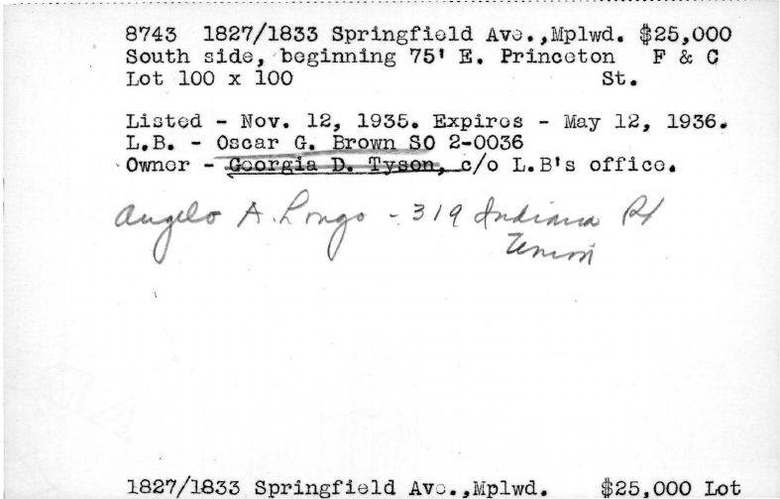 8743 1827/1833 Springfield Ave.,Mplwd. $25,000
South side, beginning 75' E. Princeton F & C
Lot 100 x 100 St.
Listed - Nov. 12, 1935. Expires - May 12, 1936.
L.B. - Oscar G. Brown SO 2-0036
Owner - Georgia D. Tyson, c/o L.B's office.
Angelo A. Longo - 319 Indiana Rd
Union
1827/1833 Springfield Ave.,Mplwd. $25,000 Lot